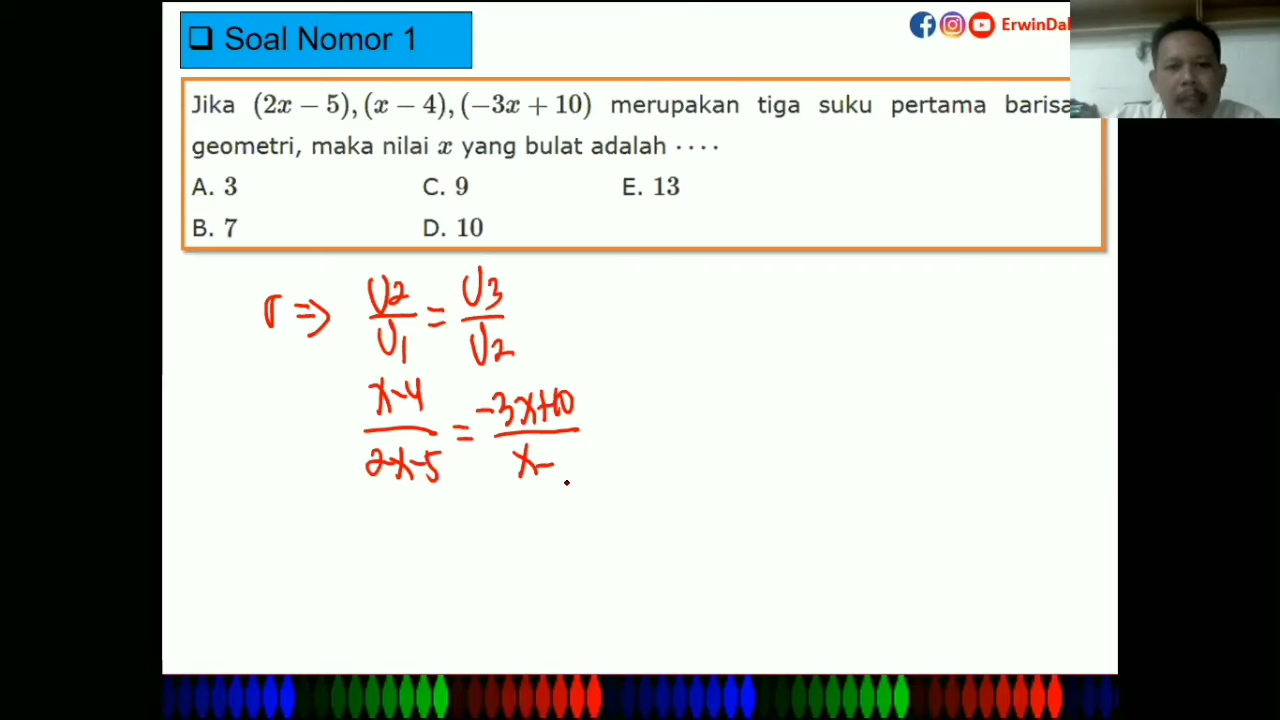 ❑ Soal Nomor 1
ErwinDal
Jika (2x − 5), (x − 4), (−3x + 10) merupakan tiga suku pertama barisa
geometri, maka nilai x yang bulat adalah ····
A. 3 C. 9 E. 13
B. 7 D. 10
r ⇒ U2/U1 = U3/U2
x-4/2x-5 = -3x+10/x-